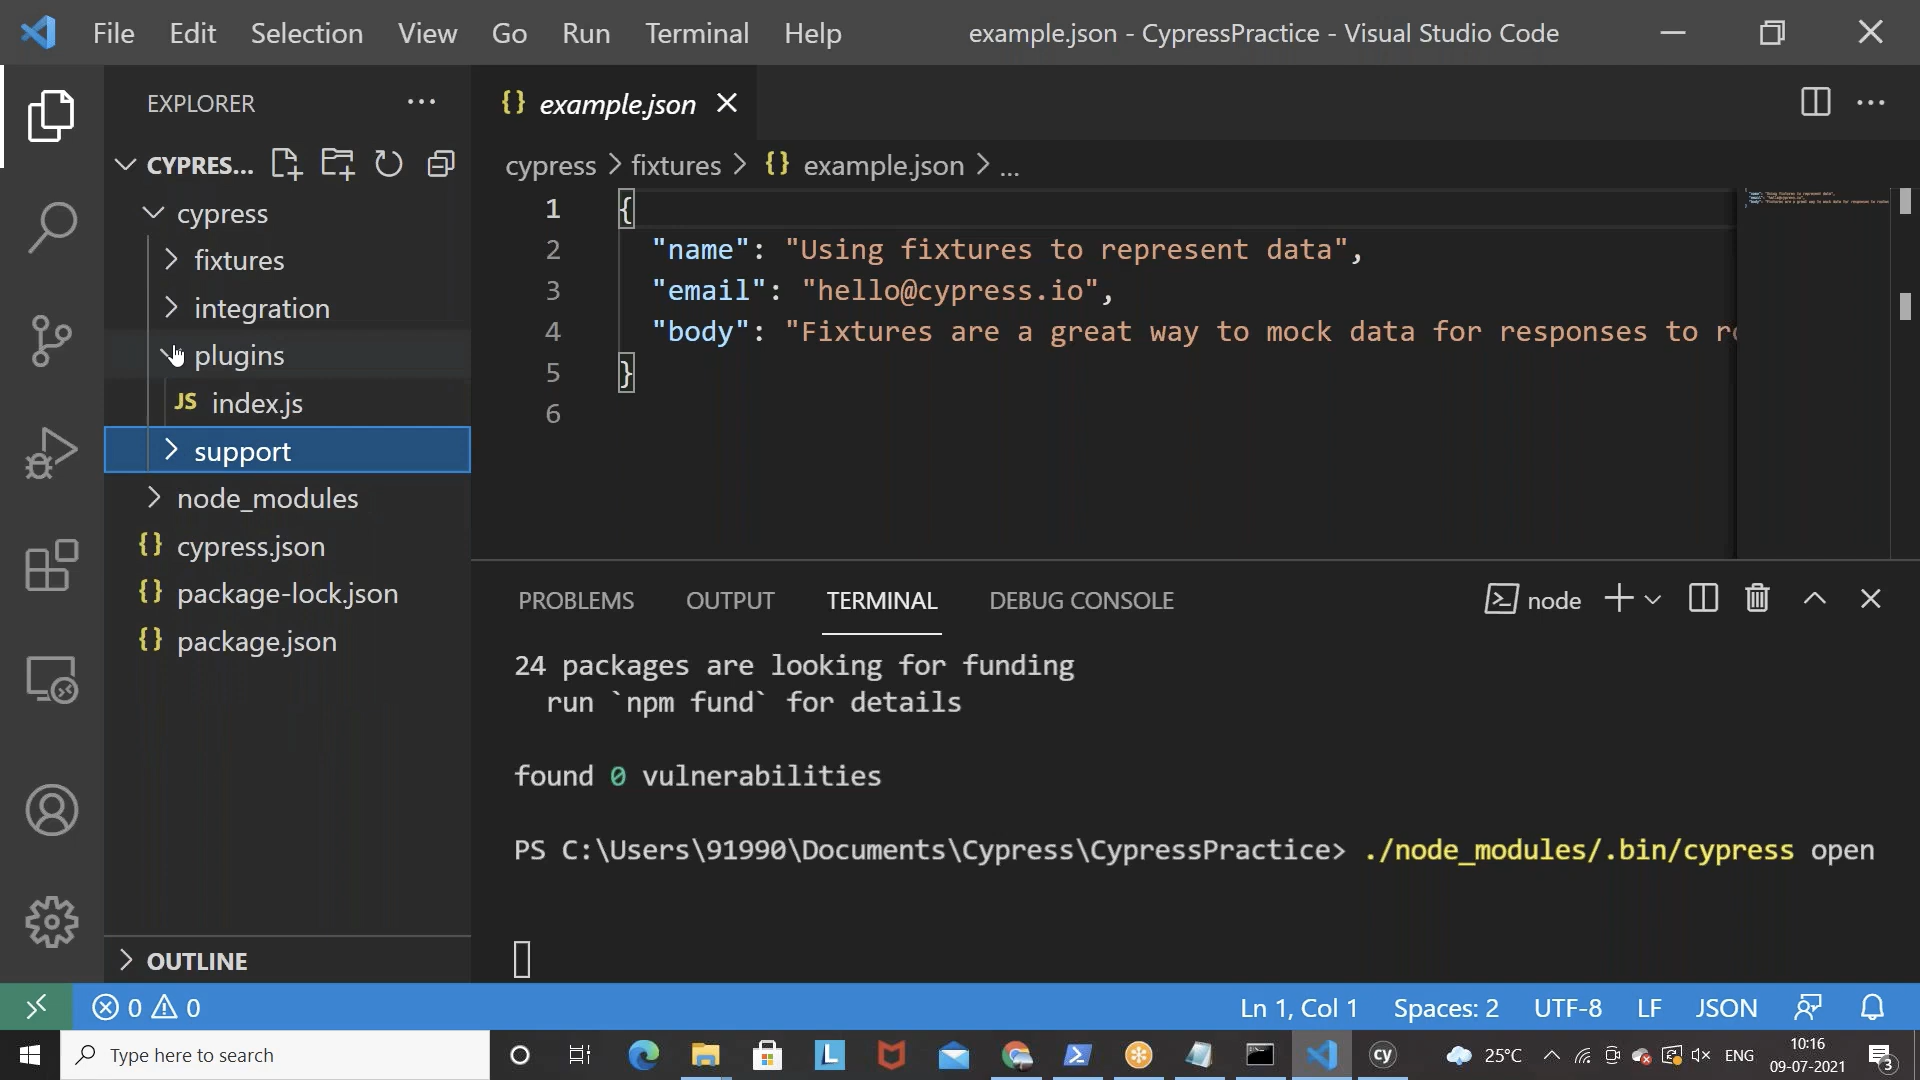 File Edit Selection View Go Run Terminal Help
example.json - CypressPractice - Visual Studio Code
EXPLORER
CYPRES...
cypress
fixtures
integration
plugins
JS index.js
support
node_modules
{} cypress.json
{} package-lock.json
{} package.json
OUTLINE
{} example.json
cypress > fixtures > {} example.json > ...
1 {
2 "name": "Using fixtures to represent data",
3 "email": "hello@cypress.io",
4 "body": "Fixtures are a great way to mock data for responses to
5 }
6
PROBLEMS OUTPUT TERMINAL DEBUG CONSOLE
node
24 packages are looking for funding
run `npm fund` for details
found 0 vulnerabilities
PS C:\Users\91990\Documents\Cypress\CypressPractice> ./node_modules/.bin/cypress open
0 0
Ln 1, Col 1 Spaces: 2 UTF-8 LF JSON
Type here to search
L
cy
25°C
ENG
10:16
09-07-2021
3